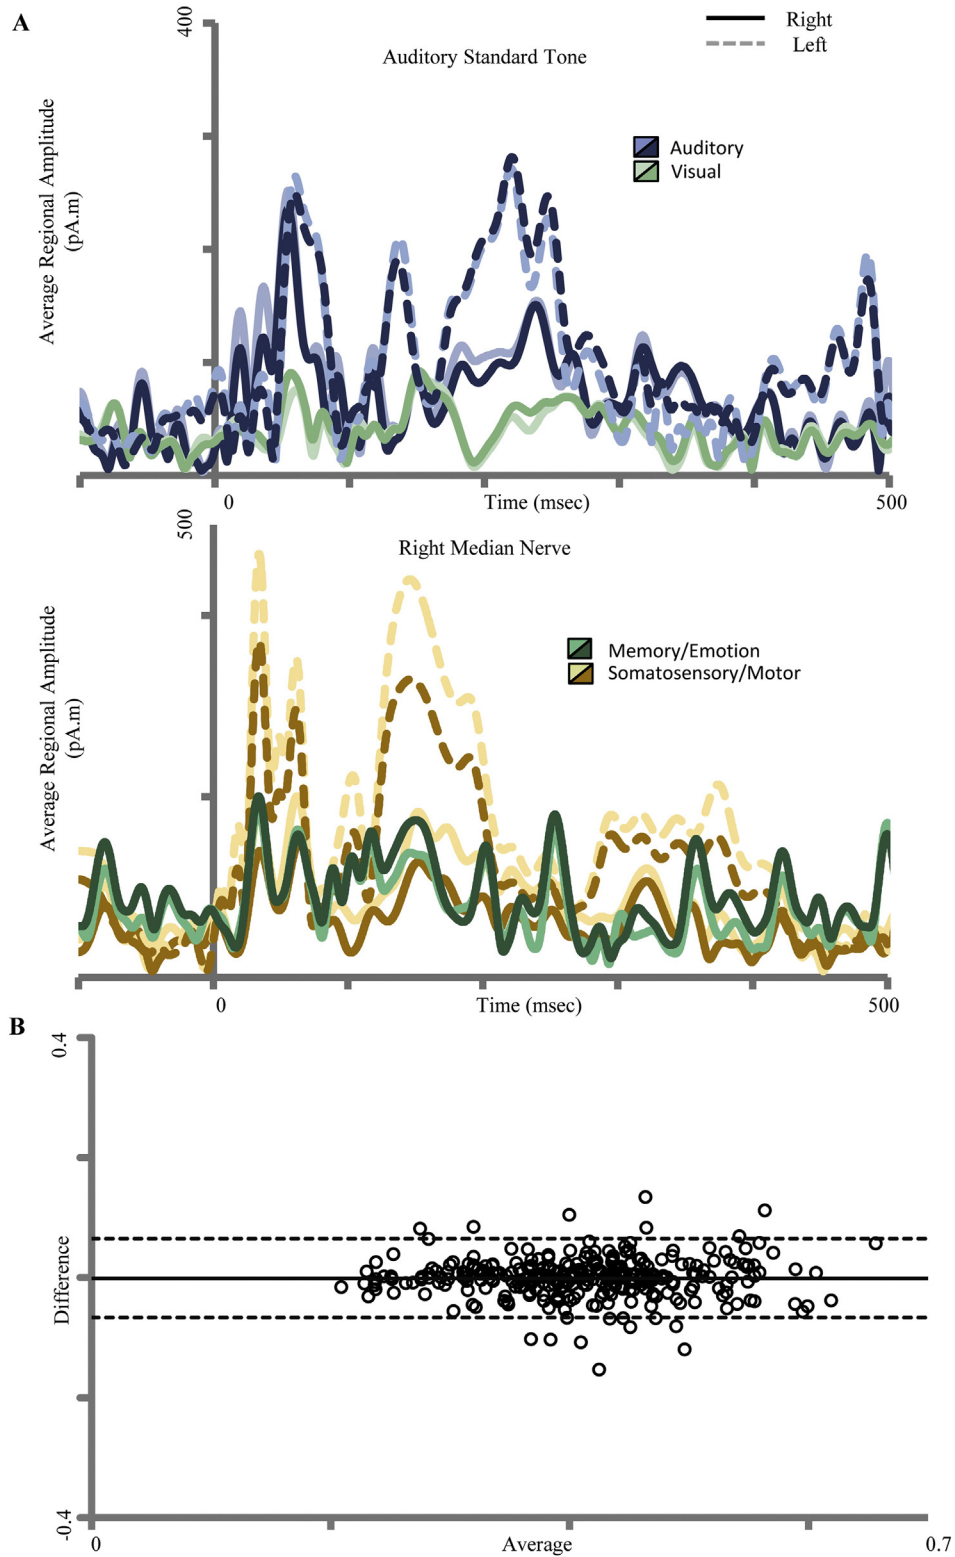 A
400
Right
Left
Auditory Standard Tone
Auditory
Visual
Average Regional Amplitude
(pA.m)
0
Time (msec)
500
500
Right Median Nerve
Memory/Emotion
Somatosensory/Motor
Average Regional Amplitude
(pA.m)
0
Time (msec)
500
B
0.4
Difference
-0.4
0
Average
0.7